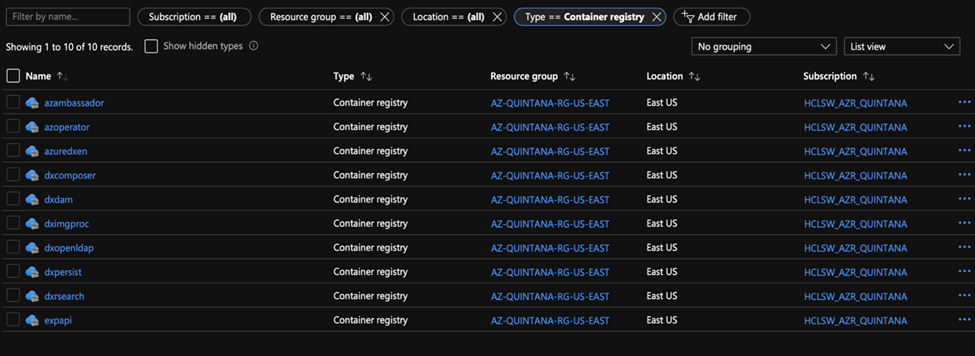 Filter by name... Subscription == (all) Resource group == (all) Location == (all) Type == Container registry Add filter
Showing 1 to 10 of 10 records. Show hidden types No grouping List view
Name Type Resource group Location Subscription
azambassador Container registry AZ-QUINTANA-RG-US-EAST East US HCLSW_AZR_QUINTANA
azoperator Container registry AZ-QUINTANA-RG-US-EAST East US HCLSW_AZR_QUINTANA
azuredxen Container registry AZ-QUINTANA-RG-US-EAST East US HCLSW_AZR_QUINTANA
dxcomposer Container registry AZ-QUINTANA-RG-US-EAST East US HCLSW_AZR_QUINTANA
dxdam Container registry AZ-QUINTANA-RG-US-EAST East US HCLSW_AZR_QUINTANA
dximgproc Container registry AZ-QUINTANA-RG-US-EAST East US HCLSW_AZR_QUINTANA
dxopenldap Container registry AZ-QUINTANA-RG-US-EAST East US HCLSW_AZR_QUINTANA
dxpersist Container registry AZ-QUINTANA-RG-US-EAST East US HCLSW_AZR_QUINTANA
dxrsearch Container registry AZ-QUINTANA-RG-US-EAST East US HCLSW_AZR_QUINTANA
expapi Container registry AZ-QUINTANA-RG-US-EAST East US HCLSW_AZR_QUINTANA